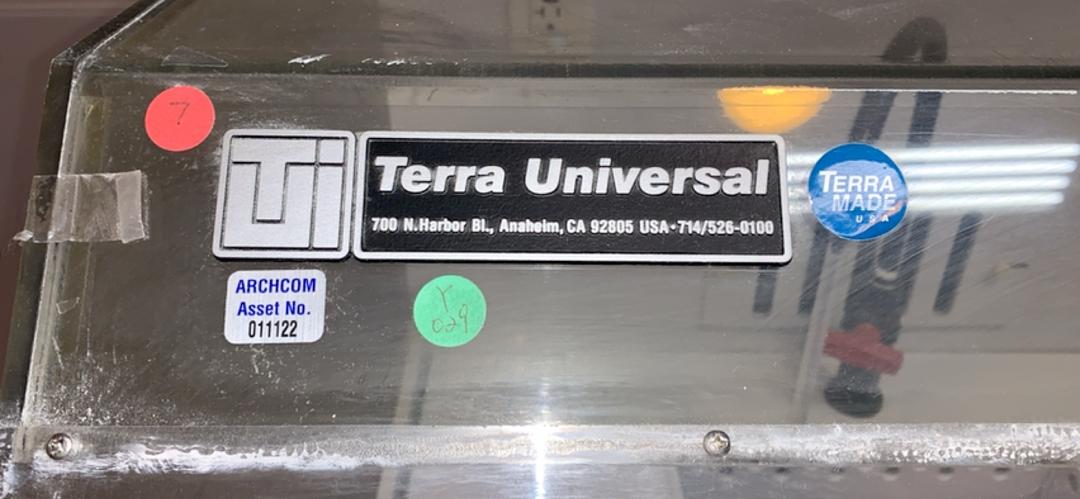 7
Ti
Terra Universal
700 N.Harbor Bl., Anaheim, CA 92805 USA•714/526-0100
TERRA
MADE
USA
ARCHCOM
Asset No.
011122
Y
029